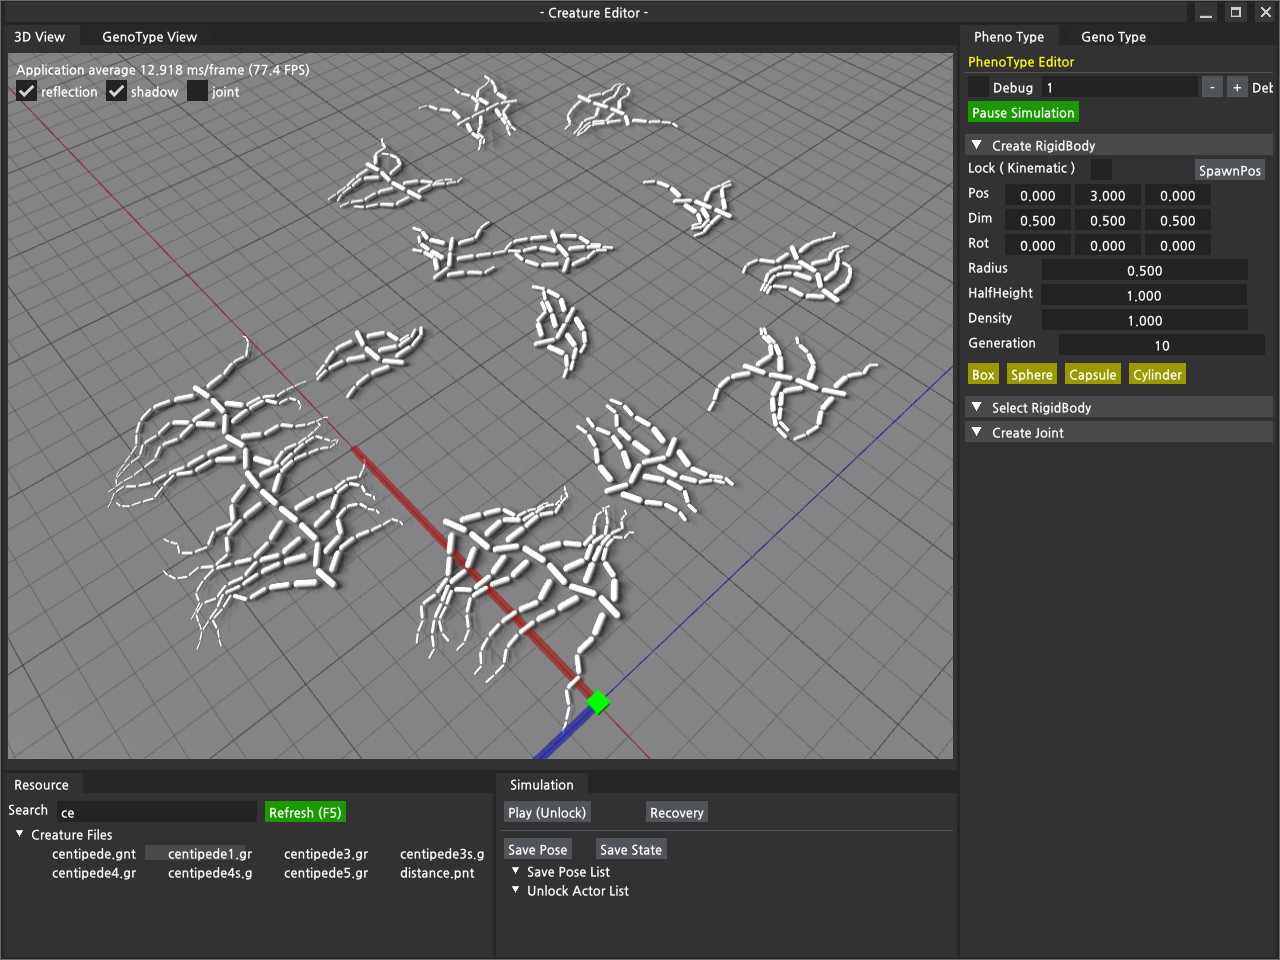 - Creature Editor -
3D View GenoType View
Application average 12.918 ms/frame (77.4 FPS)
reflection shadow joint
Pheno Type Geno Type
PhenoType Editor
Debug 1 - + Deb
Pause Simulation
Create RigidBody
Lock ( Kinematic ) SpawnPos
Pos 0.000 3.000 0.000
Dim 0.500 0.500 0.500
Rot 0.000 0.000 0.000
Radius 0.500
HalfHeight 1.000
Density 1.000
Generation 10
Box Sphere Capsule Cylinder
Select RigidBody
Create Joint
Resource
Search ce Refresh (F5)
Creature Files
centipede.gnt centipede1.gr centipede3.gr centipede3s.g
centipede4.gr centipede4s.g centipede5.gr distance.pnt
Simulation
Play (Unlock) Recovery
Save Pose Save State
Save Pose List
Unlock Actor List